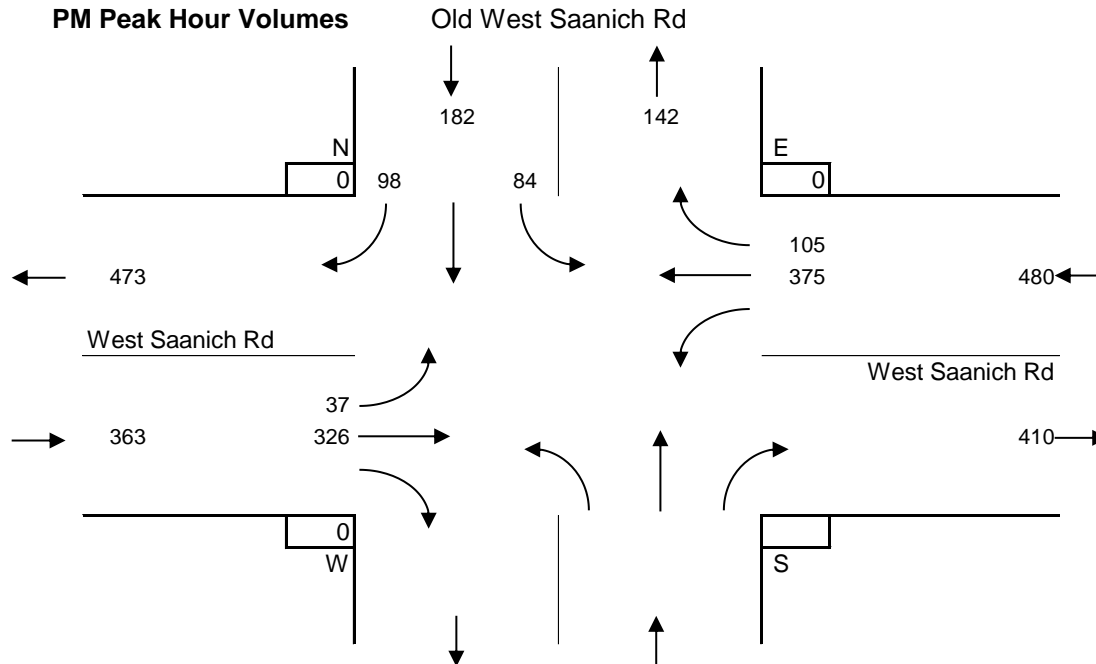 PM Peak Hour Volumes Old West Saanich Rd
182 142
N E
0 98 84 0
105
473 375 480
West Saanich Rd
West Saanich Rd
37
363 326 410
0
W S